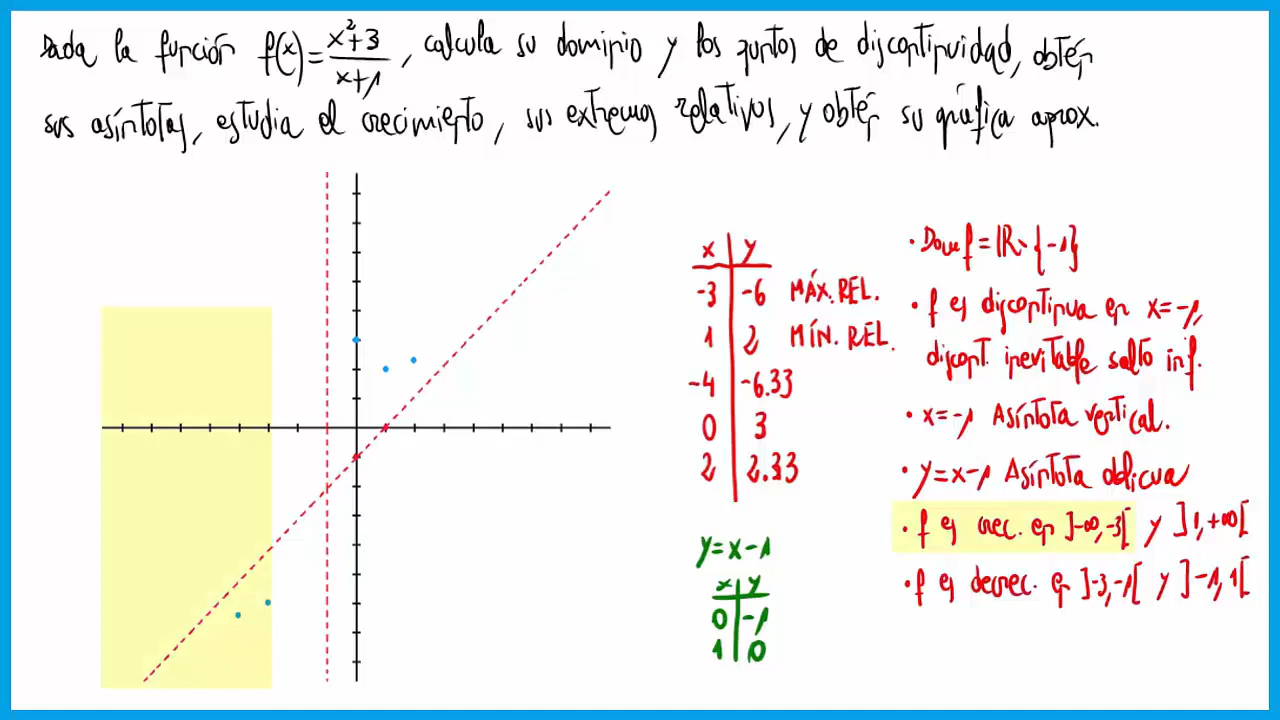 Dada la función f(x)=x²+3/x+1, calcula su dominio y los puntos de discontinuidad, obtén
sus asíntotas, estudia el crecimiento, sus extremos relativos, y obtén su gráfica aprox.
x | y
-3 | -6 MÁX. REL.
1 | 2 MÍN. REL.
-4 | -6.33
0 | 3
2 | 2.33
y=x-1
x | y
0 | -1
1 | 0
• Dom f = ℝ∖{-1}
• f es discontinua en x=-1,
discont. inevitable salto inf.
• x=-1 Asíntota vertical.
• y=x-1 Asíntota oblicua
• f es crec. en ]-∞,-3[ y ]1,+∞[
• f es decrec. en ]-3,-1[ y ]-1,1[